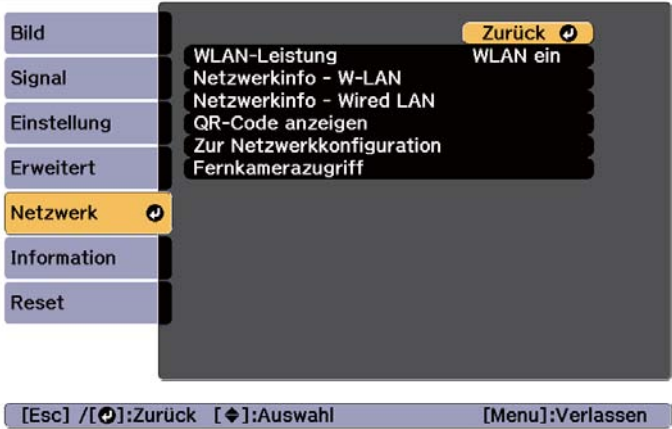 Bild
Signal
Einstellung
Erweitert
Netzwerk
Information
Reset
Zurück
WLAN-Leistung WLAN ein
Netzwerkinfo - W-LAN
Netzwerkinfo - Wired LAN
QR-Code anzeigen
Zur Netzwerkkonfiguration
Fernkamerazugriff
[Esc] /[⏎]:Zurück [◆]:Auswahl [Menu]:Verlassen